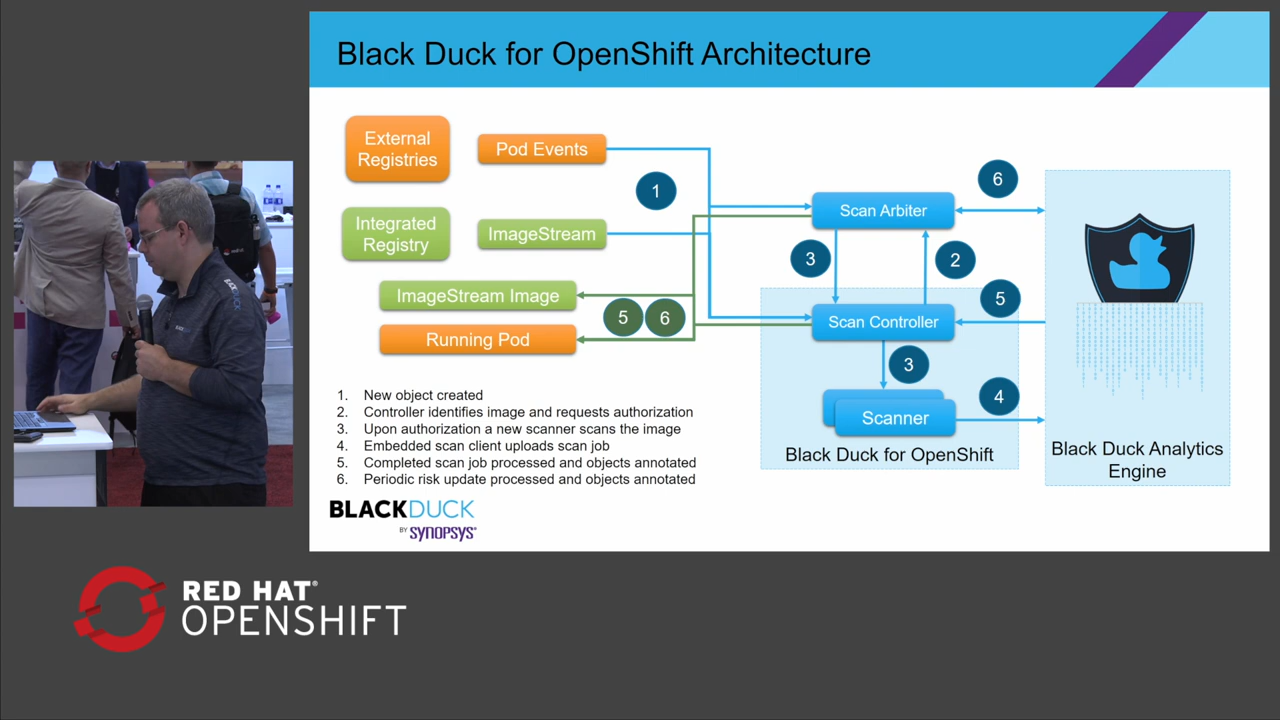 Black Duck for OpenShift Architecture
External
Registries
Pod Events
1
6
Scan Arbiter
Integrated
Registry
ImageStream
3
2
ImageStream Image
5
6
5
Scan Controller
Running Pod
3
4
Scanner
Black Duck for OpenShift
Black Duck Analytics
Engine
1. New object created
2. Controller identifies image and requests authorization
3. Upon authorization a new scanner scans the image
4. Embedded scan client uploads scan job
5. Completed scan job processed and objects annotated
6. Periodic risk update processed and objects annotated
BLACKDUCK
BY SYNOPSYS®
RED HAT®
OPENSHIFT